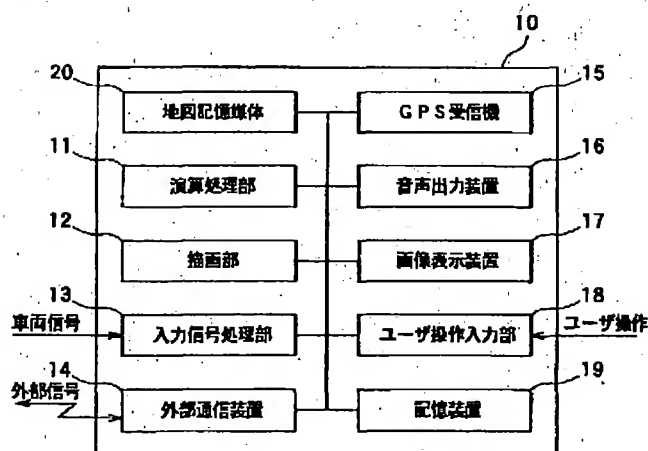 10
20
15
地図記憶媒体
GPS受信機
11
16
演算処理部
音声出力装置
12
17
描画部
画像表示装置
13
18
車両信号
入力信号処理部
ユーザ操作入力部
ユーザ操作
14
19
外部信号
外部通信装置
記憶装置